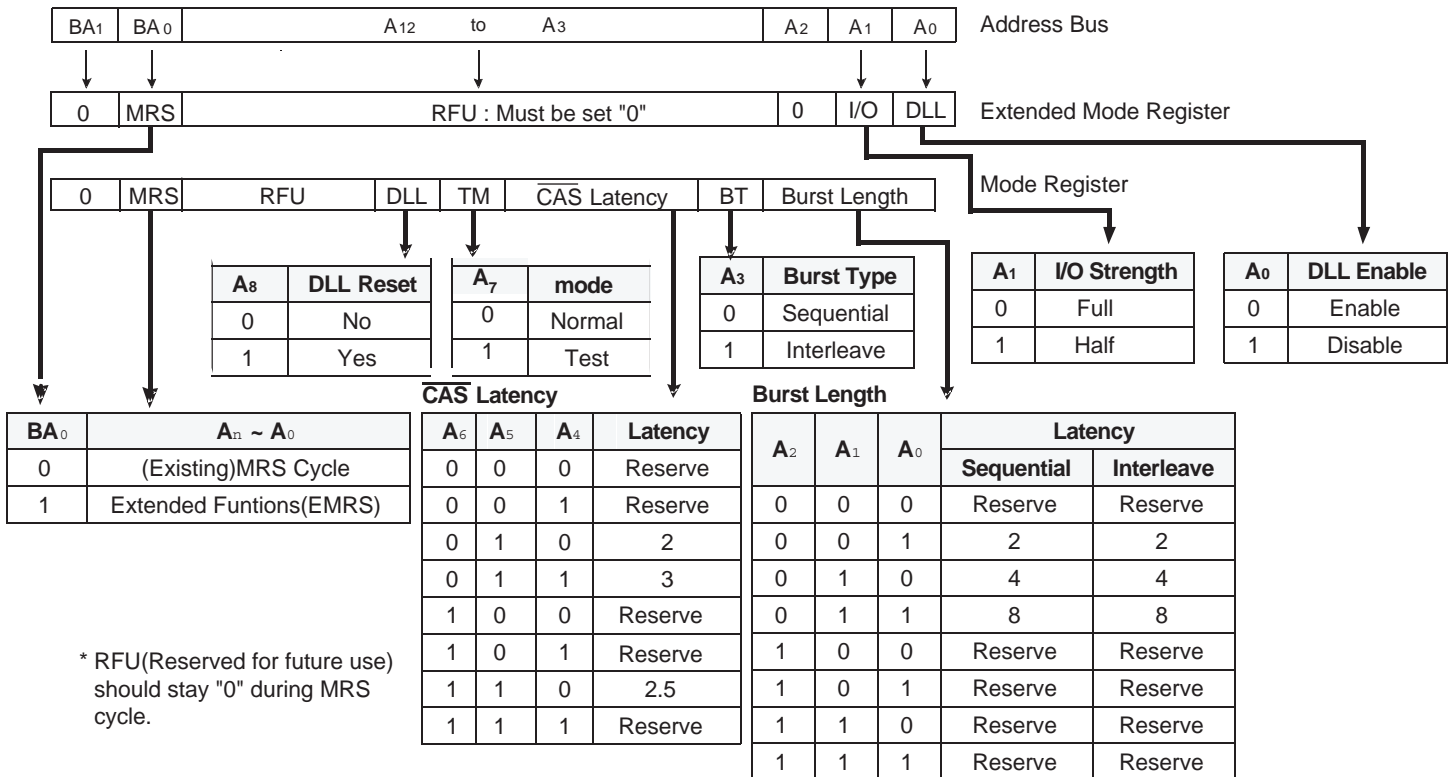 BA1 BA0 A12 to A3 A2 A1 A0 Address Bus
0 MRS RFU : Must be set "0" 0 I/O DLL Extended Mode Register
0 MRS RFU DLL TM CAS Latency BT Burst Length Mode Register
A8 DLL Reset
0 No
1 Yes
A7 mode
0 Normal
1 Test
A3 Burst Type
0 Sequential
1 Interleave
A1 I/O Strength
0 Full
1 Half
A0 DLL Enable
0 Enable
1 Disable
BA0 An ~ A0
0 (Existing)MRS Cycle
1 Extended Funtions(EMRS)
CAS Latency
A6 A5 A4 Latency
0 0 0 Reserve
0 0 1 Reserve
0 1 0 2
0 1 1 3
1 0 0 Reserve
1 0 1 Reserve
1 1 0 2.5
1 1 1 Reserve
Burst Length
A2 A1 A0 Latency
Sequential Interleave
0 0 0 Reserve Reserve
0 0 1 2 2
0 1 0 4 4
0 1 1 8 8
1 0 0 Reserve Reserve
1 0 1 Reserve Reserve
1 1 0 Reserve Reserve
1 1 1 Reserve Reserve
* RFU(Reserved for future use)
should stay "0" during MRS
cycle.